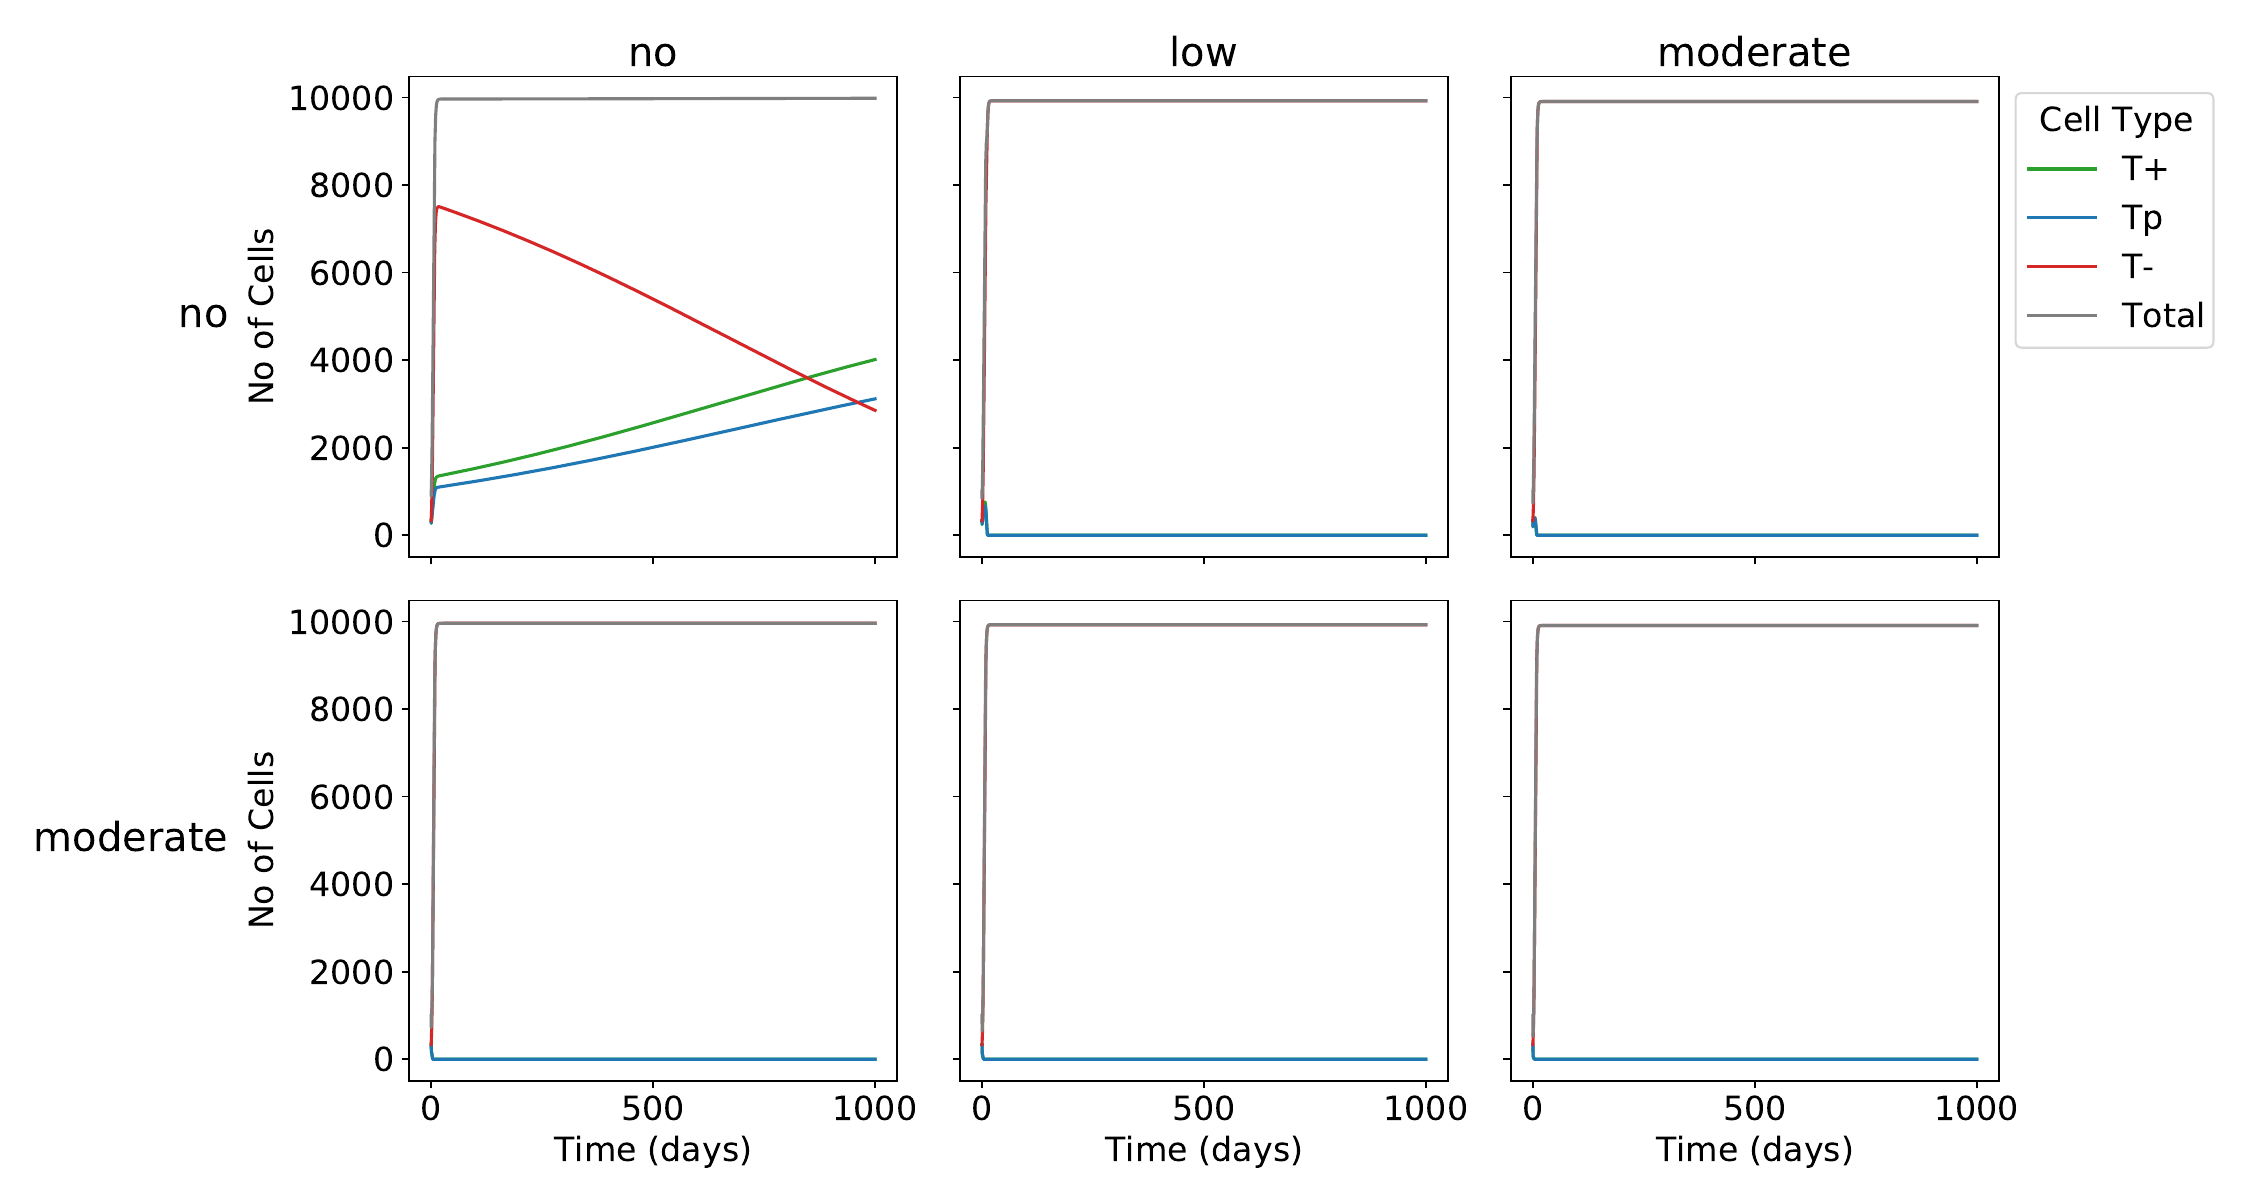 no low moderate
Cell Type
T+
Tp
T-
Total
no
No of Cells
10000
8000
6000
4000
2000
0
moderate
No of Cells
10000
8000
6000
4000
2000
0
0 500 1000 0 500 1000 0 500 1000
Time (days) Time (days) Time (days)